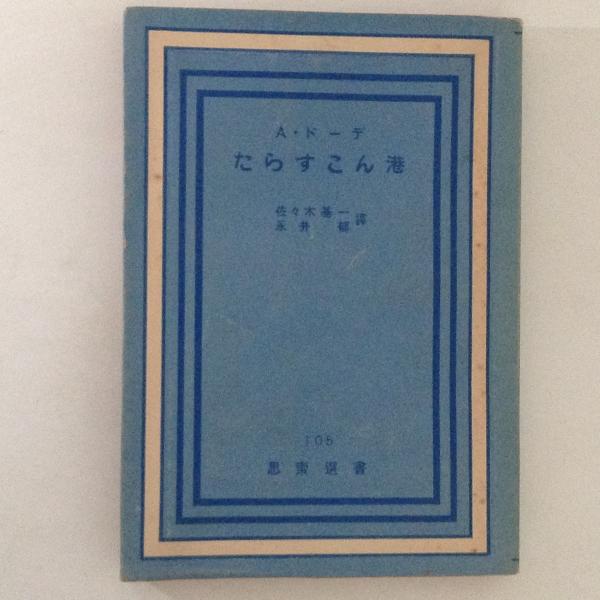 A・ドーデ
たらすこん港
佐々木基一
永井郁 譯
105
思索選書